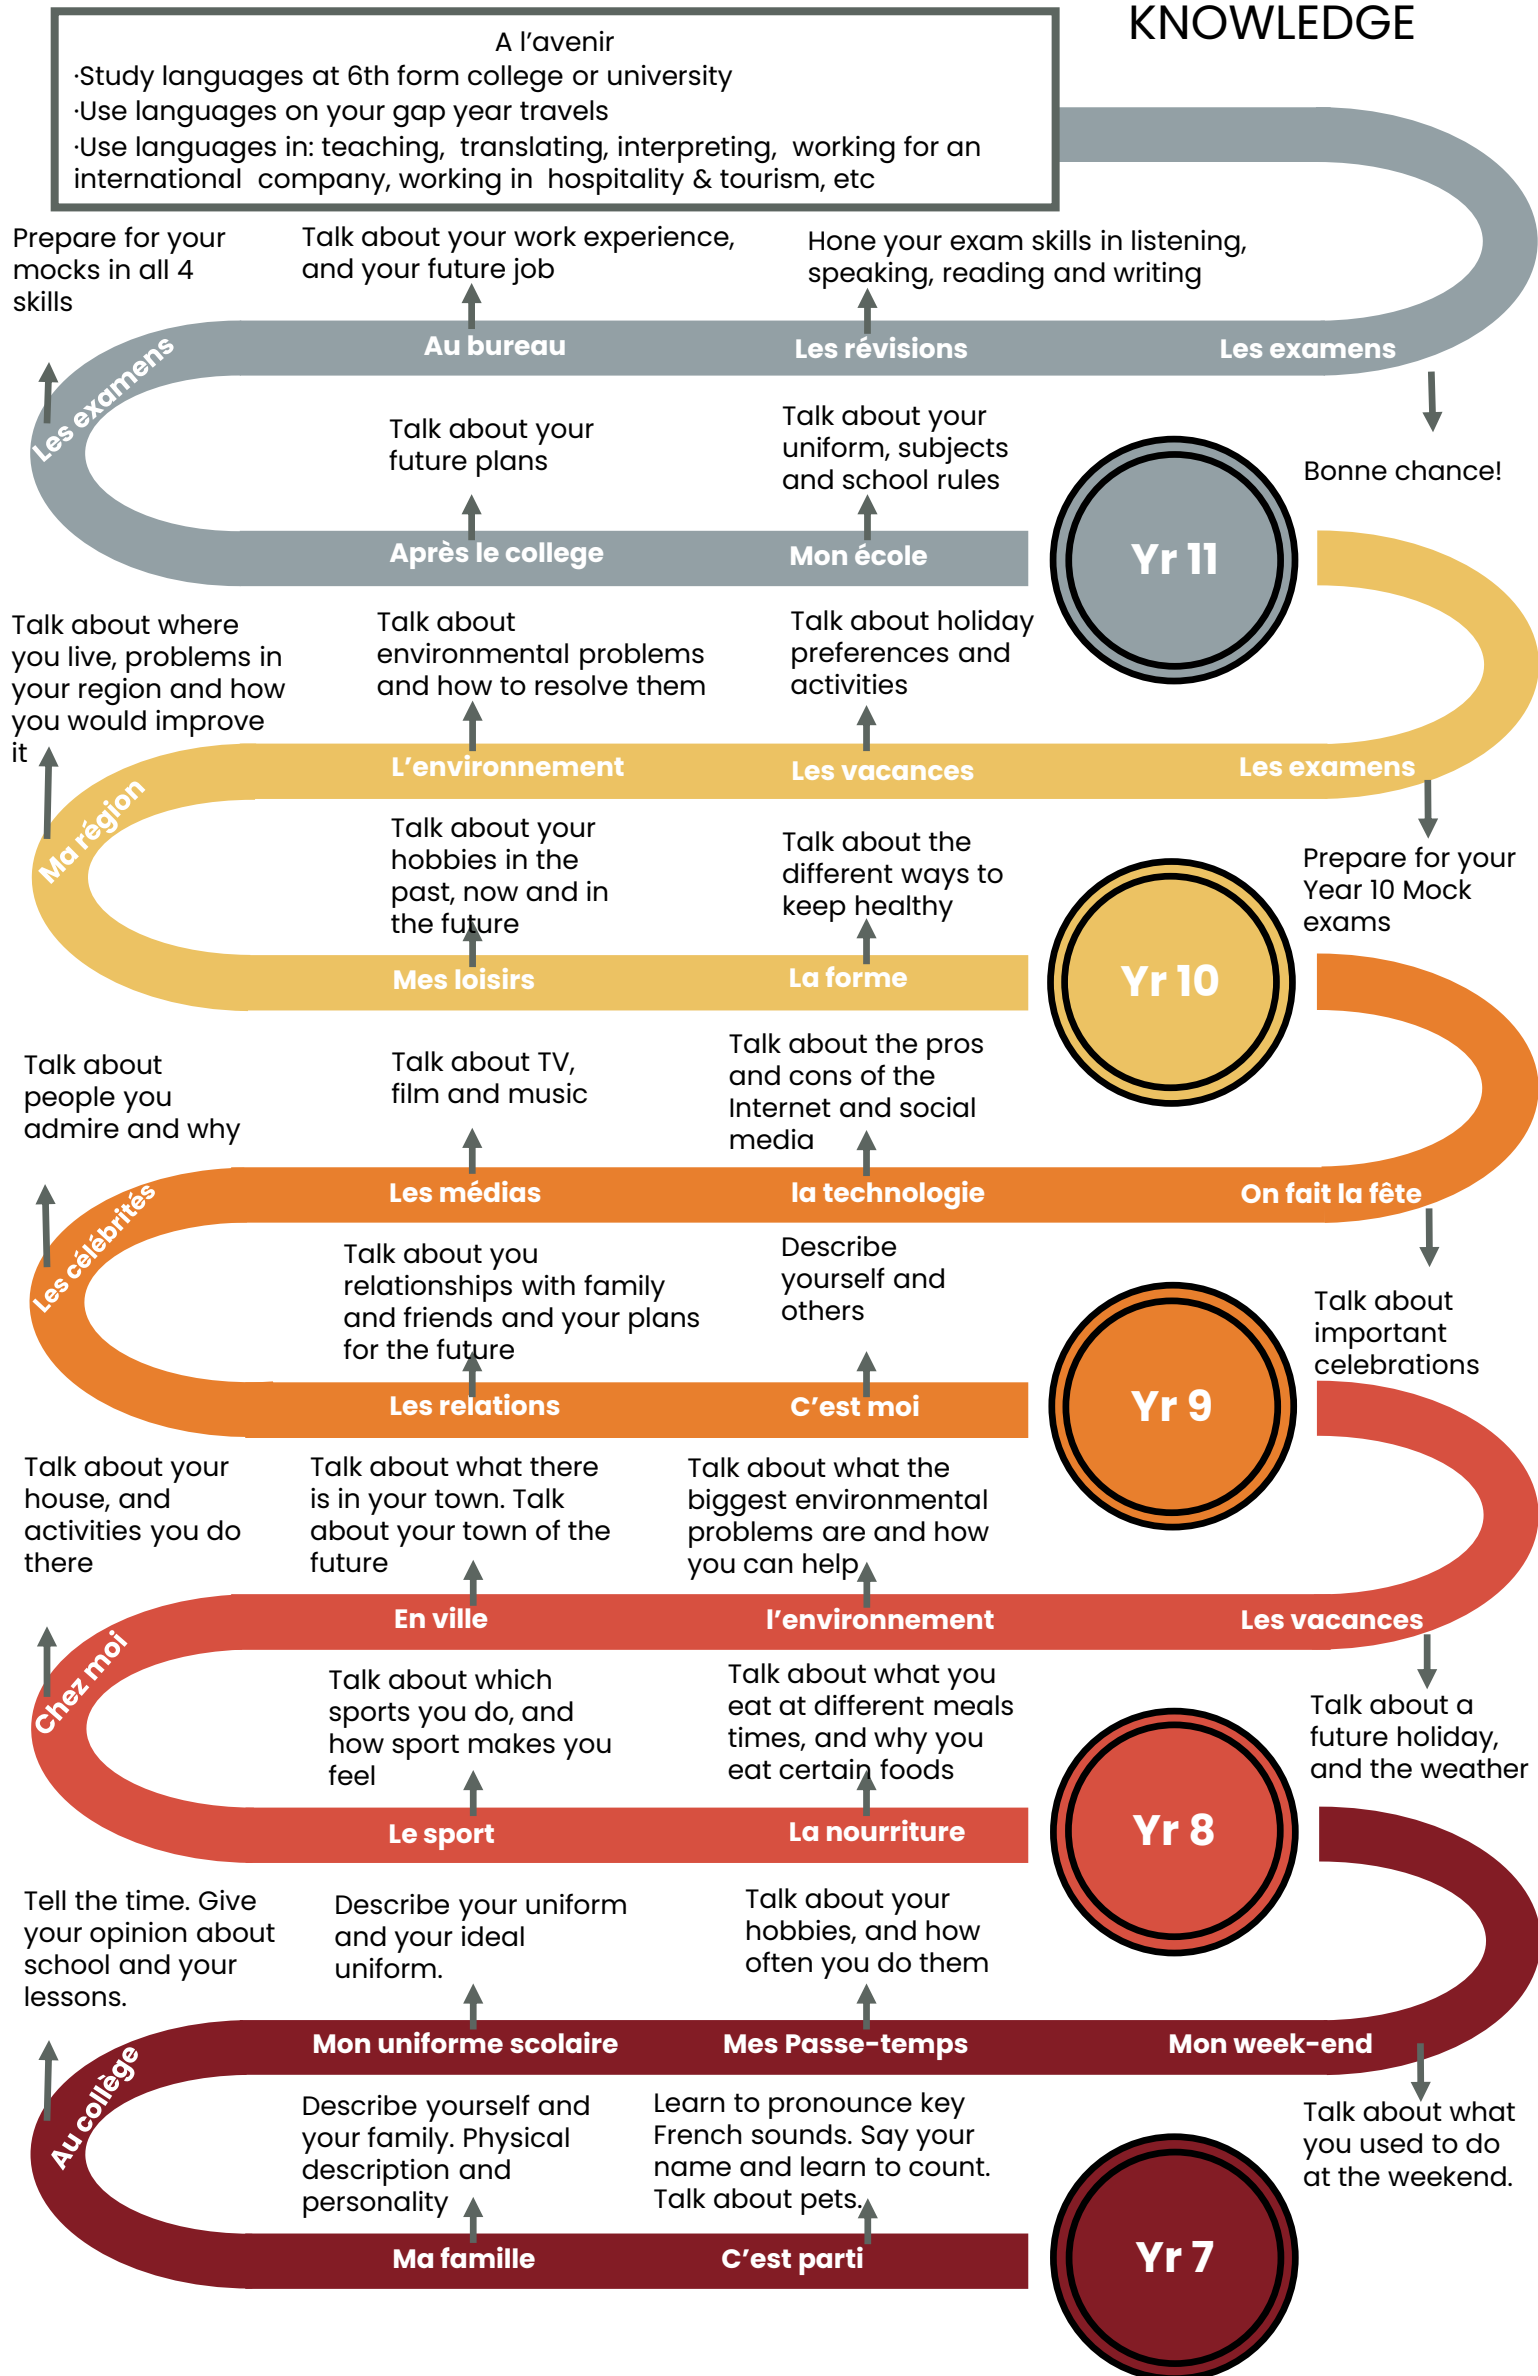 KNOWLEDGE
A l’avenir
·Study languages at 6th form college or university
·Use languages on your gap year travels
·Use languages in: teaching, translating, interpreting, working for an
international company, working in hospitality & tourism, etc
Prepare for your
mocks in all 4
skills
Talk about your work experience,
and your future job
Hone your exam skills in listening,
speaking, reading and writing
Les examens
Au bureau
Les révisions
Les examens
Talk about your
future plans
Talk about your
uniform, subjects
and school rules
Bonne chance!
Après le college
Mon école
Yr 11
Talk about where
you live, problems in
your region and how
you would improve
it
Talk about
environmental problems
and how to resolve them
Talk about holiday
preferences and
activities
Ma région
L’environnement
Les vacances
Les examens
Talk about your
hobbies in the
past, now and in
the future
Talk about the
different ways to
keep healthy
Prepare for your
Year 10 Mock
exams
Mes loisirs
La forme
Yr 10
Talk about
people you
admire and why
Talk about TV,
film and music
Talk about the pros
and cons of the
Internet and social
media
Les célébrités
Les médias
la technologie
On fait la fête
Talk about you
relationships with family
and friends and your plans
for the future
Describe
yourself and
others
Talk about
important
celebrations
Les relations
C’est moi
Yr 9
Talk about your
house, and
activities you do
there
Talk about what there
is in your town. Talk
about your town of the
future
Talk about what the
biggest environmental
problems are and how
you can help
Chez moi
En ville
l’environnement
Les vacances
Talk about which
sports you do, and
how sport makes you
feel
Talk about what you
eat at different meals
times, and why you
eat certain foods
Talk about a
future holiday,
and the weather
Le sport
La nourriture
Yr 8
Tell the time. Give
your opinion about
school and your
lessons.
Describe your uniform
and your ideal
uniform.
Talk about your
hobbies, and how
often you do them
Au collège
Mon uniforme scolaire
Mes Passe-temps
Mon week-end
Describe yourself and
your family. Physical
description and
personality
Learn to pronounce key
French sounds. Say your
name and learn to count.
Talk about pets.
Talk about what
you used to do
at the weekend.
Ma famille
C’est parti
Yr 7